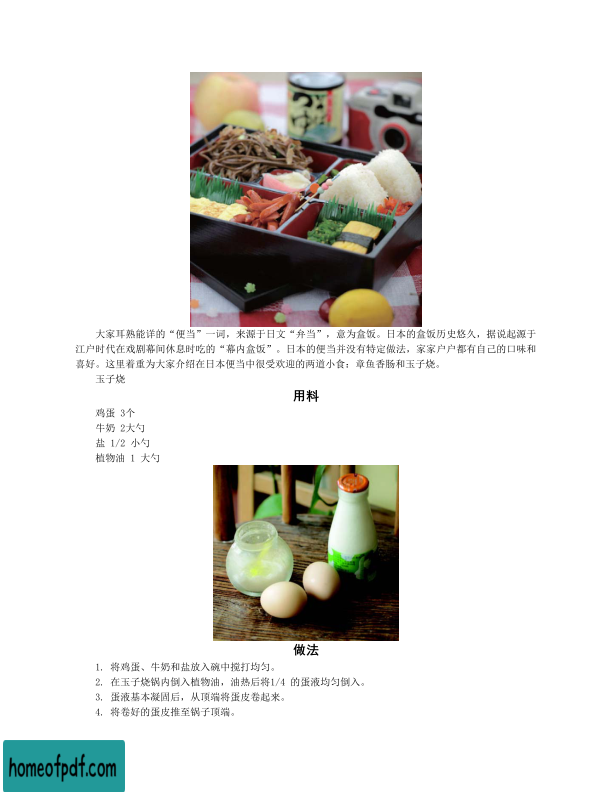 大家耳熟能详的“便当”一词，来源于日文“弁当”，意为盒饭。日本的盒饭历史悠久，据说起源于
江户时代在戏剧幕间休息时吃的“幕内盒饭”。日本的便当并没有特定做法，家家户户都有自己的口味和
喜好。这里着重为大家介绍在日本便当中很受欢迎的两道小食：章鱼香肠和玉子烧。
玉子烧
用料
鸡蛋 3个
牛奶 2大勺
盐 1/2 小勺
植物油 1 大勺
做法
1. 将鸡蛋、牛奶和盐放入碗中搅打均匀。
2. 在玉子烧锅内倒入植物油，油热后将1/4 的蛋液均匀倒入。
3. 蛋液基本凝固后，从顶端将蛋皮卷起来。
4. 将卷好的蛋皮推至锅子顶端。
homeofpdf.com